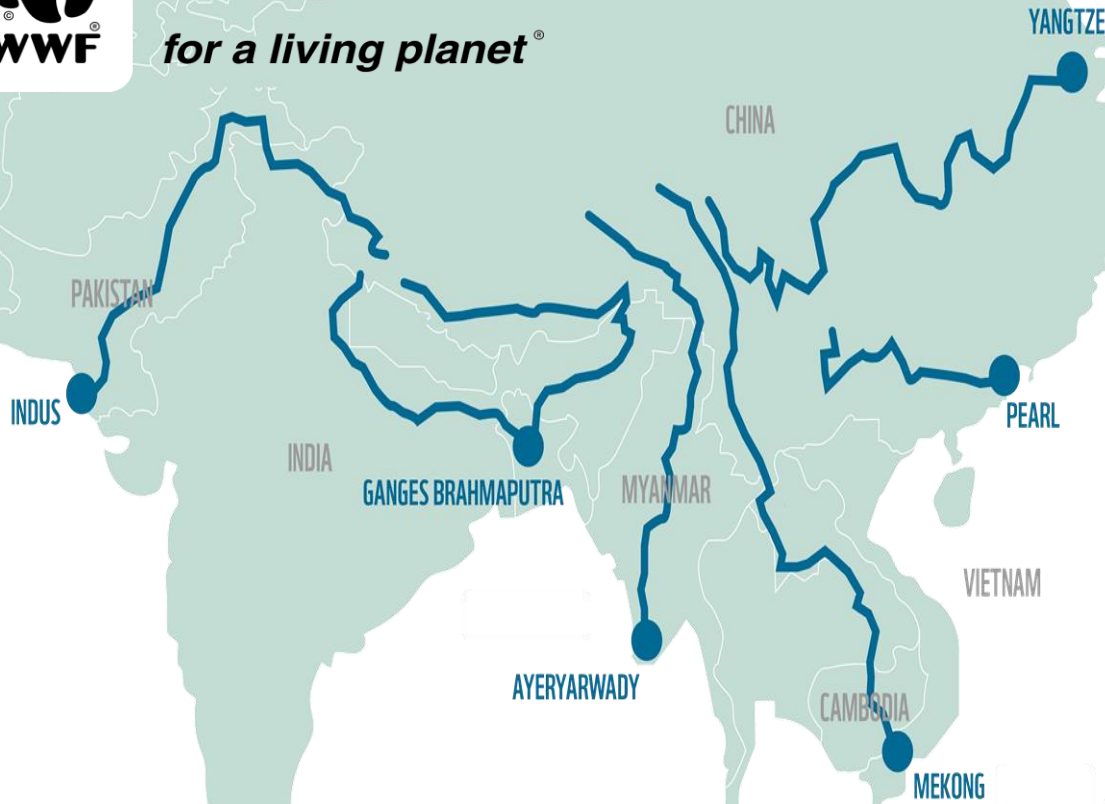 ©
WWF®
for a living planet®
YANGTZE
CHINA
PAKISTAN
INDUS
PEARL
INDIA
GANGES BRAHMAPUTRA
MYANMAR
VIETNAM
AYERYARWADY
CAMBODIA
MEKONG